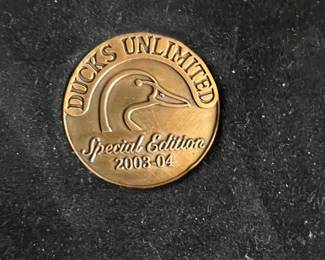 DUCKS UNLIMITED
Special Edition
2003-04